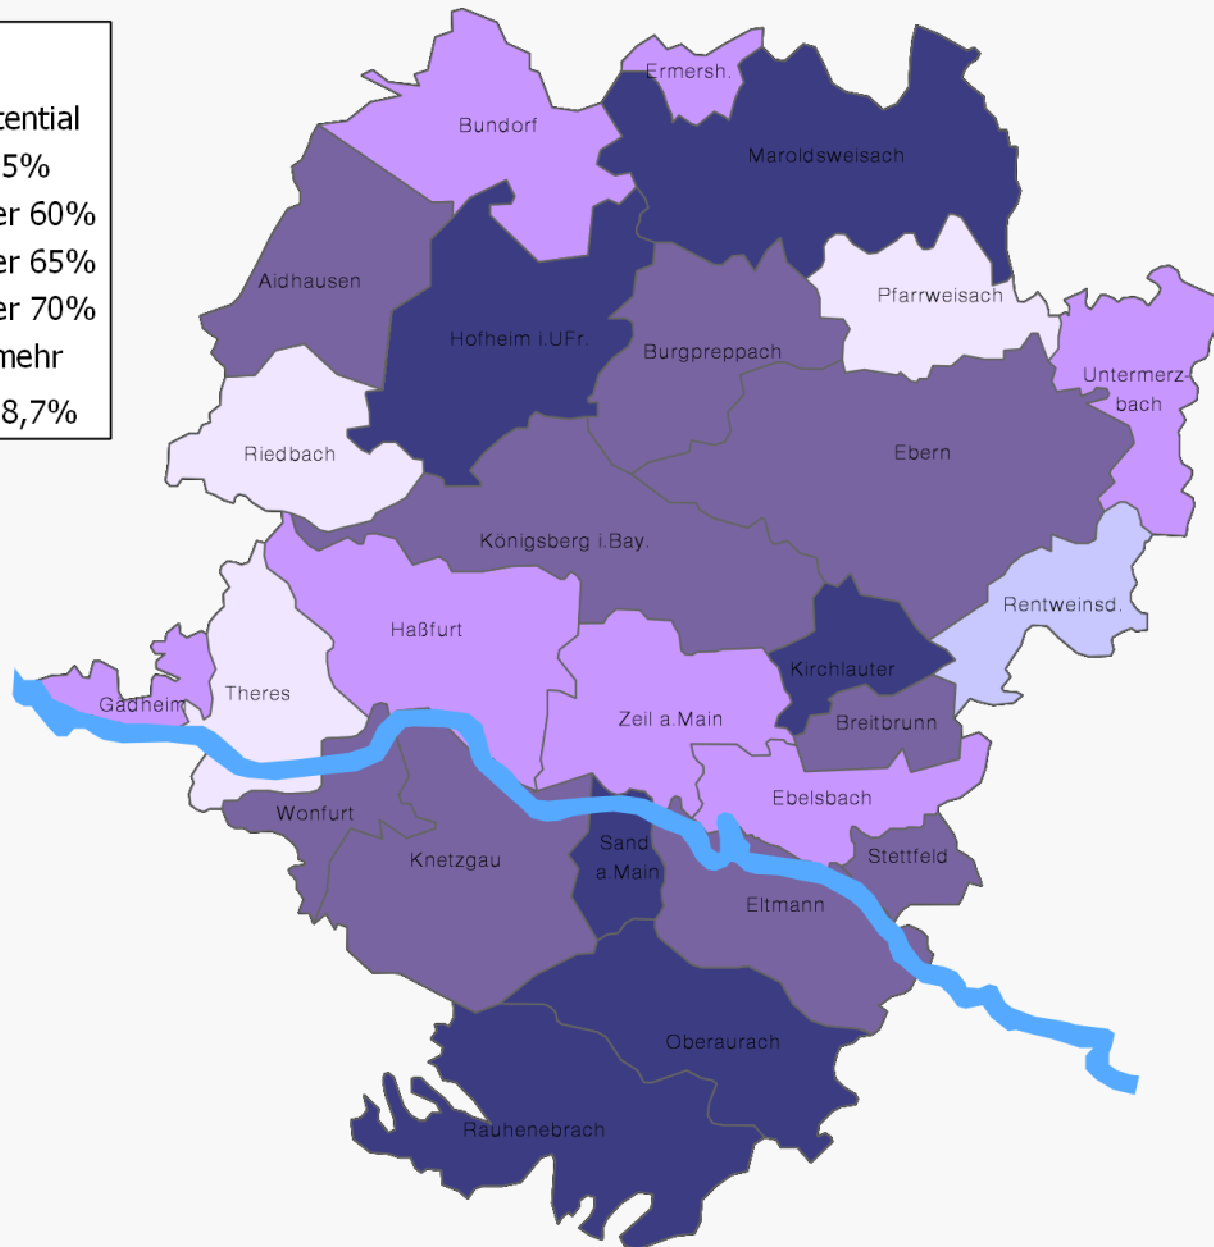 tential
5%
er 60%
er 65%
er 70%
mehr
8,7%
Ermersh.
Bundorf
Maroldsweisach
Aidhausen
Pfarrweisach
Hofheim i.UFr.
Burgpreppach
Untermerz-
bach
Riedbach
Ebern
Königsberg i.Bay.
Rentweinsd.
Haßfurt
Kirchlauter
Theres
Gädheim
Zeil a.Main
Breitbrunn
Ebelsbach
Wonfurt
Sand
a.Main
Knetzgau
Stettfeld
Eltmann
Oberaurach
Rauhenebrach